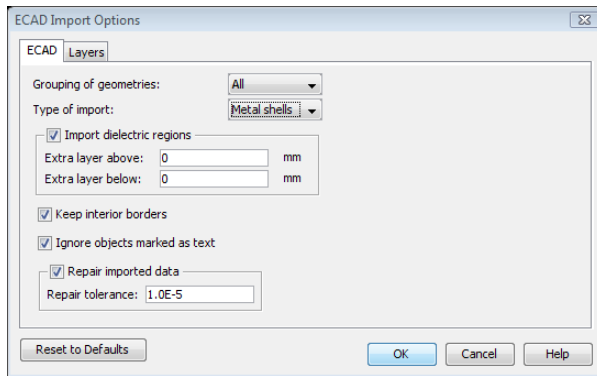 ECAD Import Options
ECAD Layers
Grouping of geometries: All
Type of import: Metal shells
Import dielectric regions
Extra layer above: 0 mm
Extra layer below: 0 mm
Keep interior borders
Ignore objects marked as text
Repair imported data
Repair tolerance: 1.0E-5
Reset to Defaults OK Cancel Help